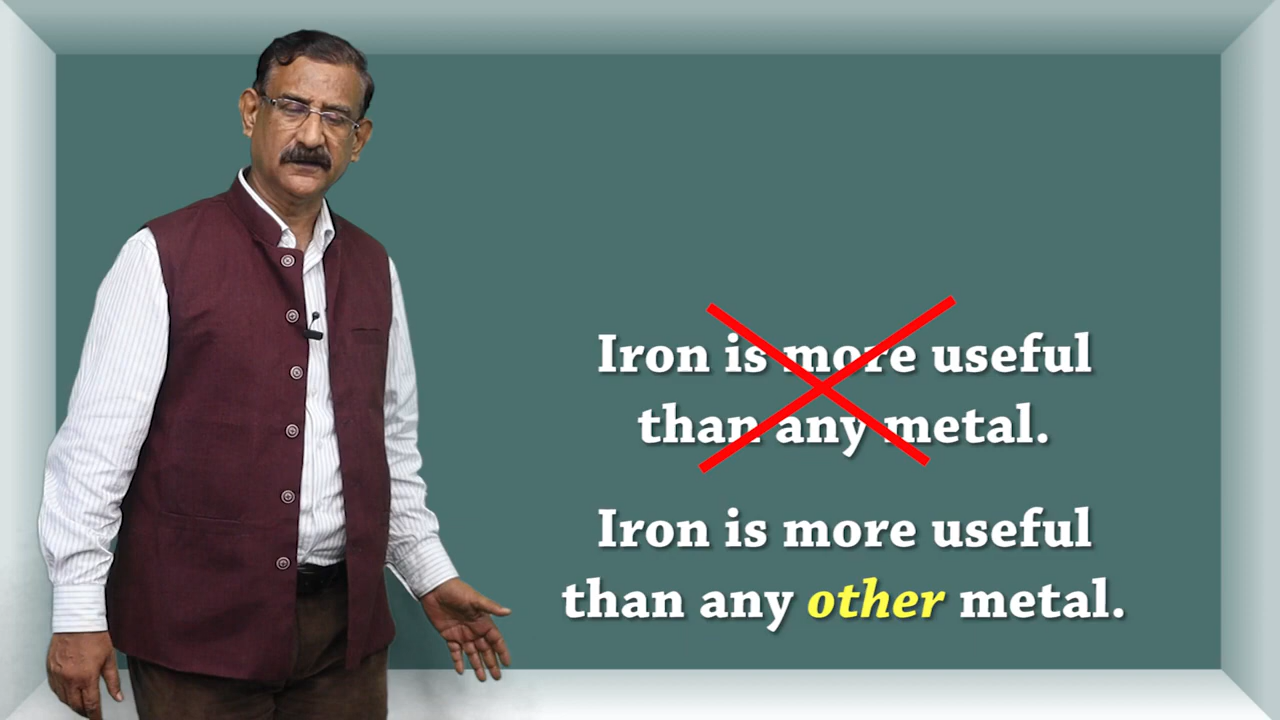 Iron is more useful
than any metal.
Iron is more useful
than any other metal.